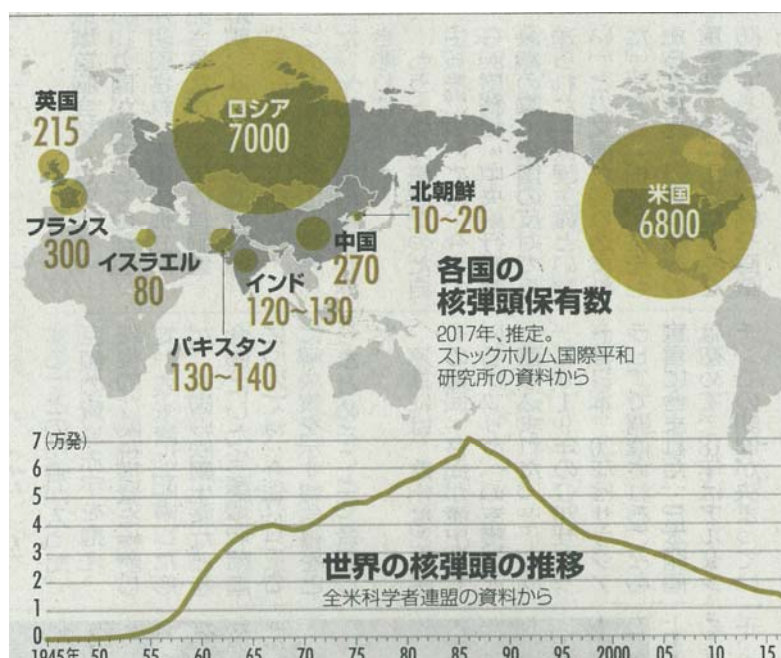 英国
215
ロシア
7000
フランス
300
イスラエル
80
パキスタン
130~140
インド
120~130
中国
270
北朝鮮
10~20
米国
6800
各国の
核弾頭保有数
2017年、推定。
ストックホルム国際平和
研究所の資料から
7(万発)
6
5
4
3
2
1
0
世界の核弾頭の推移
全米科学者連盟の資料から
1945年 50 55 60 65 70 75 80 85 90 95 2000 05 10 15